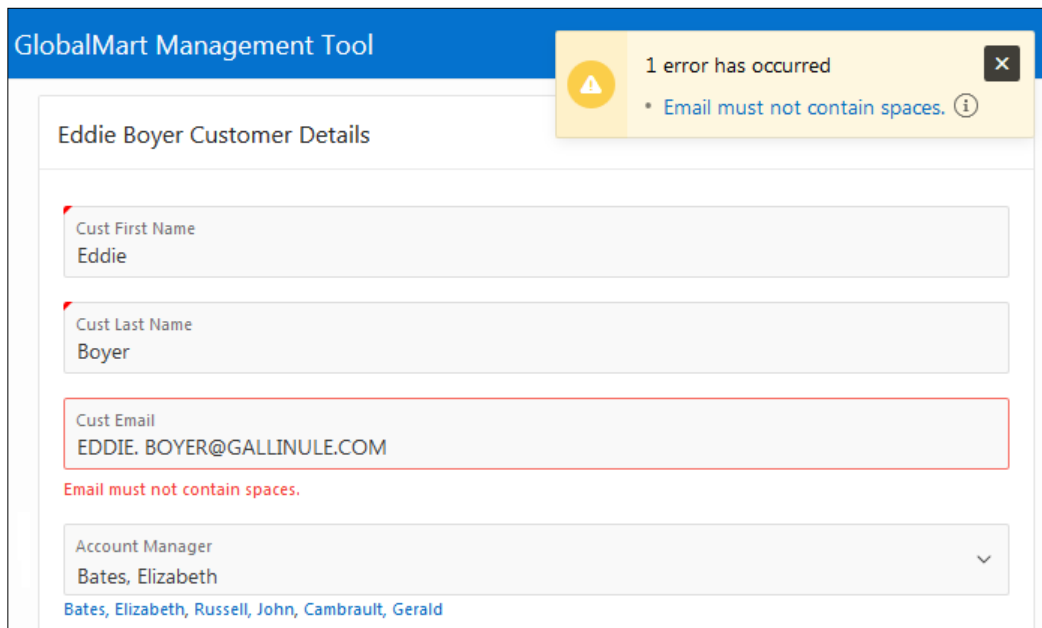 GlobalMart Management Tool
1 error has occurred
• Email must not contain spaces.
Eddie Boyer Customer Details
Cust First Name
Eddie
Cust Last Name
Boyer
Cust Email
EDDIE. BOYER@GALLINULE.COM
Email must not contain spaces.
Account Manager
Bates, Elizabeth
Bates, Elizabeth, Russell, John, Cambrault, Gerald